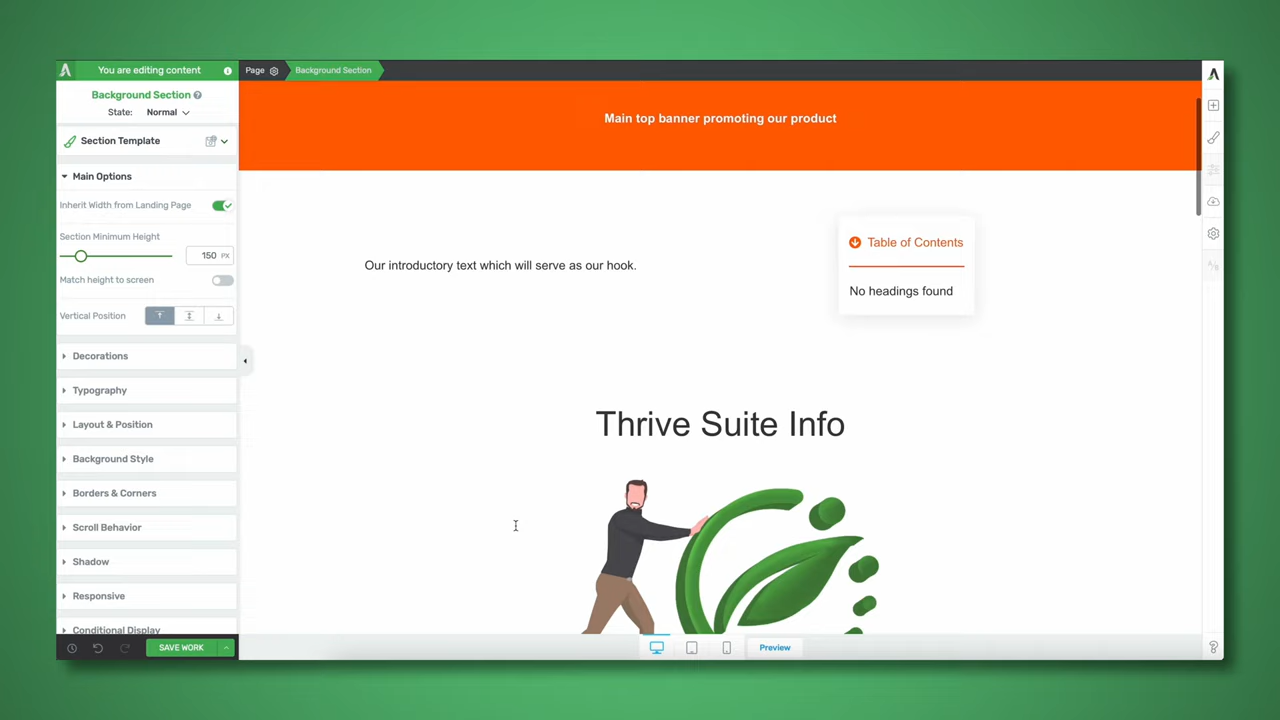 You are editing content
Page
Background Section
Background Section
State: Normal
Section Template
Main Options
Inherit Width from Landing Page
Section Minimum Height
150 PX
Match height to screen
Vertical Position
Decorations
Typography
Layout & Position
Background Style
Borders & Corners
Scroll Behavior
Shadow
Responsive
Conditional Display
SAVE WORK
Main top banner promoting our product
Our introductory text which will serve as our hook.
Table of Contents
No headings found
Thrive Suite Info
Preview